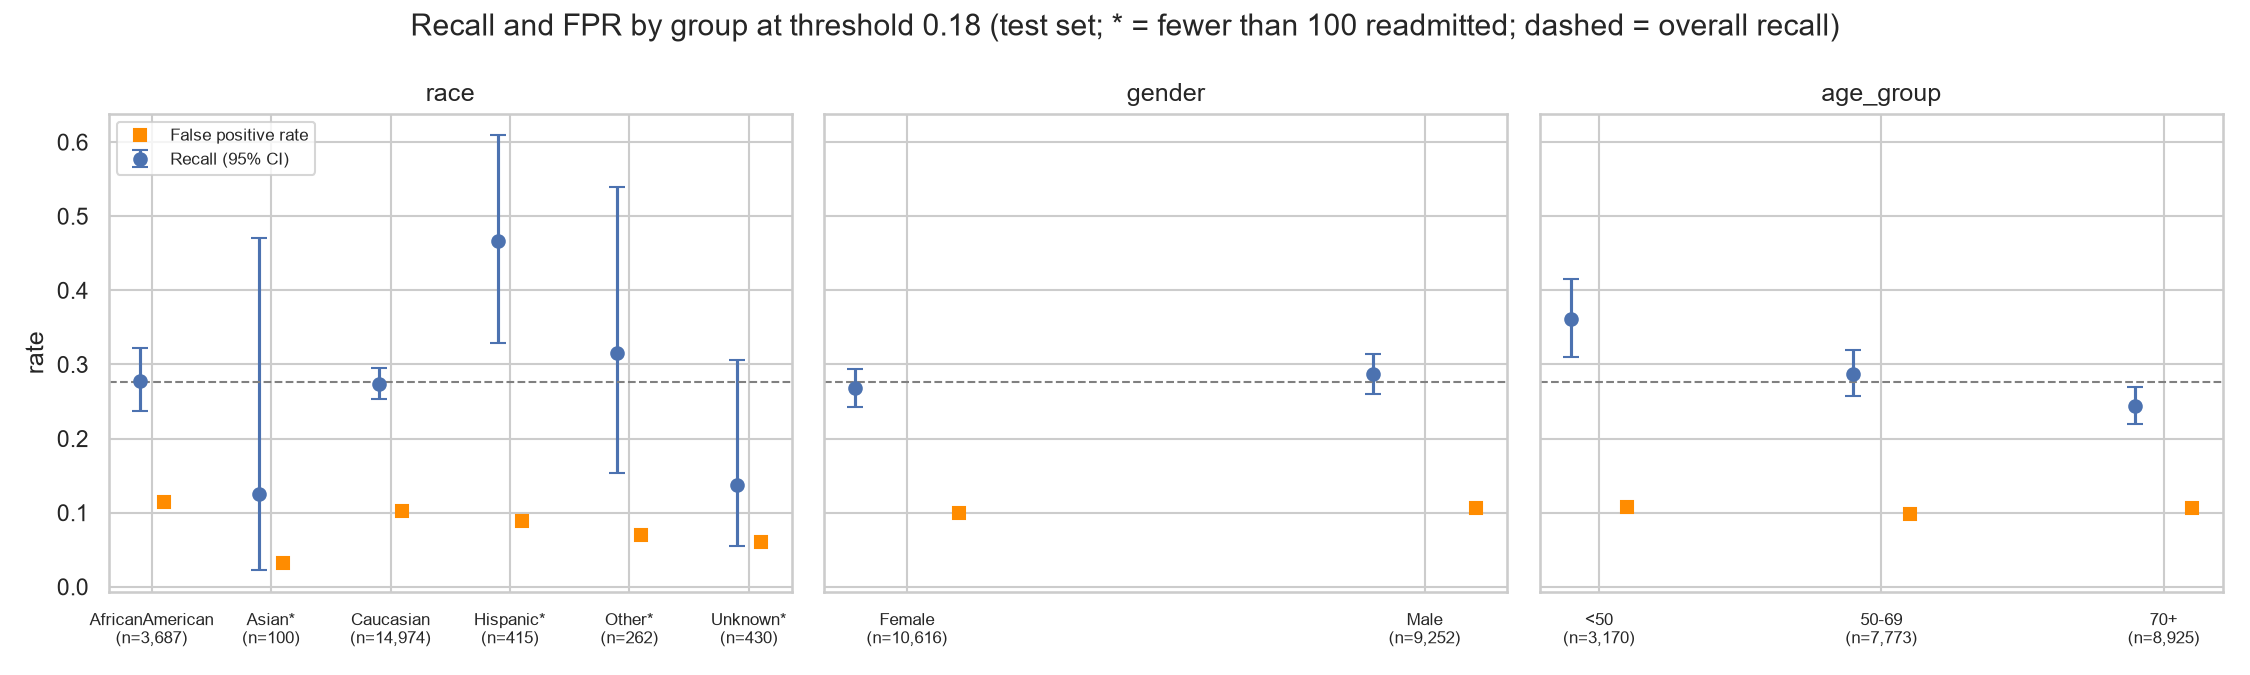 Recall and FPR by group at threshold 0.18 (test set; * = fewer than 100 readmitted; dashed = overall recall)
race
False positive rate
Recall (95% CI)
rate
0.6
0.5
0.4
0.3
0.2
0.1
0.0
AfricanAmerican
(n=3,687)
Asian*
(n=100)
Caucasian
(n=14,974)
Hispanic*
(n=415)
Other*
(n=262)
Unknown*
(n=430)
gender
Female
(n=10,616)
Male
(n=9,252)
age_group
<50
(n=3,170)
50-69
(n=7,773)
70+
(n=8,925)